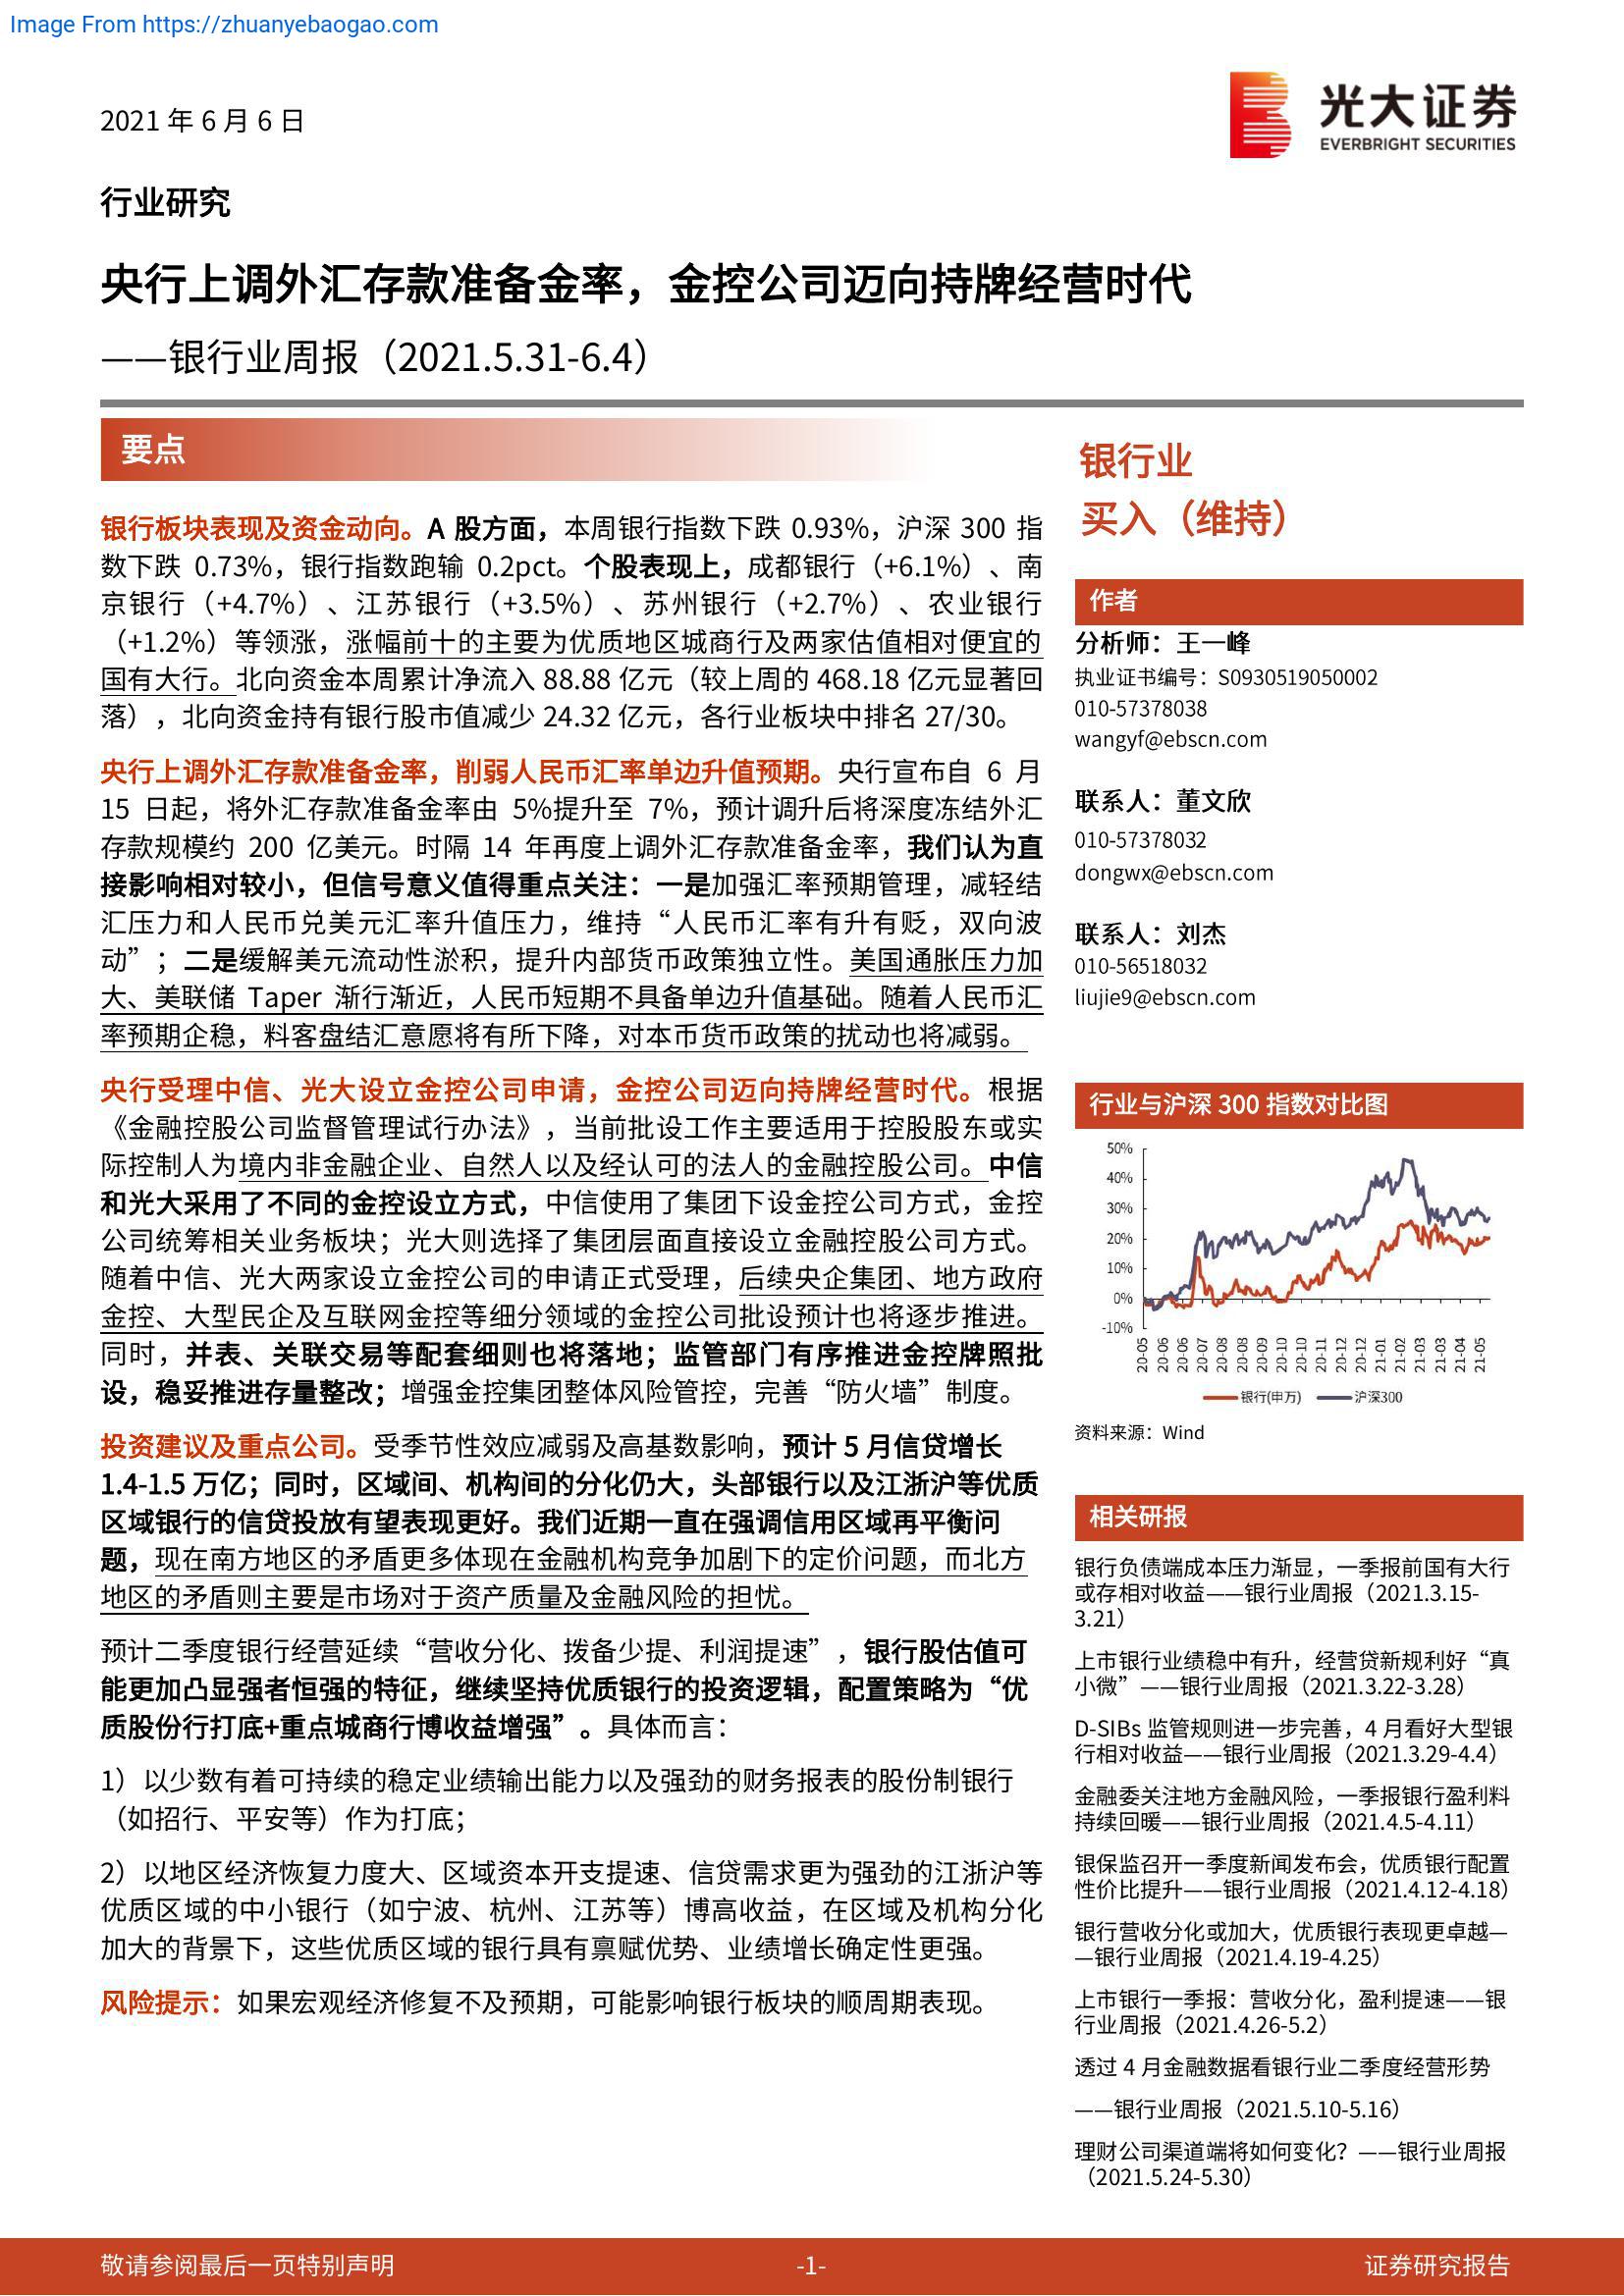 Image From https://zhuanyebaogao.com
2021 年 6 月 6 日
光大证券
EVERBRIGHT SECURITIES
行业研究
央行上调外汇存款准备金率，金控公司迈向持牌经营时代
——银行业周报（2021.5.31-6.4）
要点
银行板块表现及资金动向。A 股方面，本周银行指数下跌 0.93%，沪深 300 指
数下跌 0.73%，银行指数跑输 0.2pct。个股表现上，成都银行（+6.1%）、南
京银行（+4.7%）、江苏银行（+3.5%）、苏州银行（+2.7%）、农业银行
（+1.2%）等领涨，涨幅前十的主要为优质地区城商行及两家估值相对便宜的
国有大行。北向资金本周累计净流入 88.88 亿元（较上周的 468.18 亿元显著回
落），北向资金持有银行股市值减少 24.32 亿元，各行业板块中排名 27/30。
央行上调外汇存款准备金率，削弱人民币汇率单边升值预期。央行宣布自 6 月
15 日起，将外汇存款准备金率由 5%提升至 7%，预计调升后将深度冻结外汇
存款规模约 200 亿美元。时隔 14 年再度上调外汇存款准备金率，我们认为直
接影响相对较小，但信号意义值得重点关注：一是加强汇率预期管理，减轻结
汇压力和人民币兑美元汇率升值压力，维持“人民币汇率有升有贬，双向波
动”；二是缓解美元流动性淤积，提升内部货币政策独立性。美国通胀压力加
大、美联储 Taper 渐行渐近，人民币短期不具备单边升值基础。随着人民币汇
率预期企稳，料客盘结汇意愿将有所下降，对本币货币政策的扰动也将减弱。
央行受理中信、光大设立金控公司申请，金控公司迈向持牌经营时代。根据
《金融控股公司监督管理试行办法》，当前批设工作主要适用于控股股东或实
际控制人为境内非金融企业、自然人以及经认可的法人的金融控股公司。中信
和光大采用了不同的金控设立方式，中信使用了集团下设金控公司方式，金控
公司统筹相关业务板块；光大则选择了集团层面直接设立金融控股公司方式。
随着中信、光大两家设立金控公司的申请正式受理，后续央企集团、地方政府
金控、大型民企及互联网金控等细分领域的金控公司批设预计也将逐步推进。
同时，并表、关联交易等配套细则也将落地；监管部门有序推进金控牌照批
设，稳妥推进存量整改；增强金控集团整体风险管控，完善“防火墙”制度。
投资建议及重点公司。受季节性效应减弱及高基数影响，预计 5 月信贷增长
1.4-1.5 万亿；同时，区域间、机构间的分化仍大，头部银行以及江浙沪等优质
区域银行的信贷投放有望表现更好。我们近期一直在强调信用区域再平衡问
题，现在南方地区的矛盾更多体现在金融机构竞争加剧下的定价问题，而北方
地区的矛盾则主要是市场对于资产质量及金融风险的担忧。
预计二季度银行经营延续“营收分化、拨备少提、利润提速”，银行股估值可
能更加凸显强者恒强的特征，继续坚持优质银行的投资逻辑，配置策略为“优
质股份行打底+重点城商行博收益增强”。具体而言：
1）以少数有着可持续的稳定业绩输出能力以及强劲的财务报表的股份制银行
（如招行、平安等）作为打底；
2）以地区经济恢复力度大、区域资本开支提速、信贷需求更为强劲的江浙沪等
优质区域的中小银行（如宁波、杭州、江苏等）博高收益，在区域及机构分化
加大的背景下，这些优质区域的银行具有禀赋优势、业绩增长确定性更强。
风险提示：如果宏观经济修复不及预期，可能影响银行板块的顺周期表现。
银行业
买入（维持）
作者
分析师：王一峰
执业证书编号：S0930519050002
010-57378038
wangyf@ebscn.com
联系人：董文欣
010-57378032
dongwx@ebscn.com
联系人：刘杰
010-56518032
liujie9@ebscn.com
行业与沪深 300 指数对比图
50%
40%
30%
20%
10%
0%
-10%
20-05 20-06 20-06 20-07 20-08 20-08 20-09 20-10 20-10 20-11 20-12 20-12 21-01 21-02 21-03 21-03 21-04 21-05
银行(申万) 沪深300
资料来源：Wind
相关研报
银行负债端成本压力渐显，一季报前国有大行
或存相对收益——银行业周报（2021.3.15-
3.21）
上市银行业绩稳中有升，经营贷新规利好“真
小微”——银行业周报（2021.3.22-3.28）
D-SIBs 监管规则进一步完善，4 月看好大型银
行相对收益——银行业周报（2021.3.29-4.4）
金融委关注地方金融风险，一季报银行盈利料
持续回暖——银行业周报（2021.4.5-4.11）
银保监召开一季度新闻发布会，优质银行配置
性价比提升——银行业周报（2021.4.12-4.18）
银行营收分化或加大，优质银行表现更卓越—
—银行业周报（2021.4.19-4.25）
上市银行一季报：营收分化，盈利提速——银
行业周报（2021.4.26-5.2）
透过 4 月金融数据看银行业二季度经营形势
——银行业周报（2021.5.10-5.16）
理财公司渠道端将如何变化？——银行业周报
（2021.5.24-5.30）
敬请参阅最后一页特别声明
-1-
证券研究报告